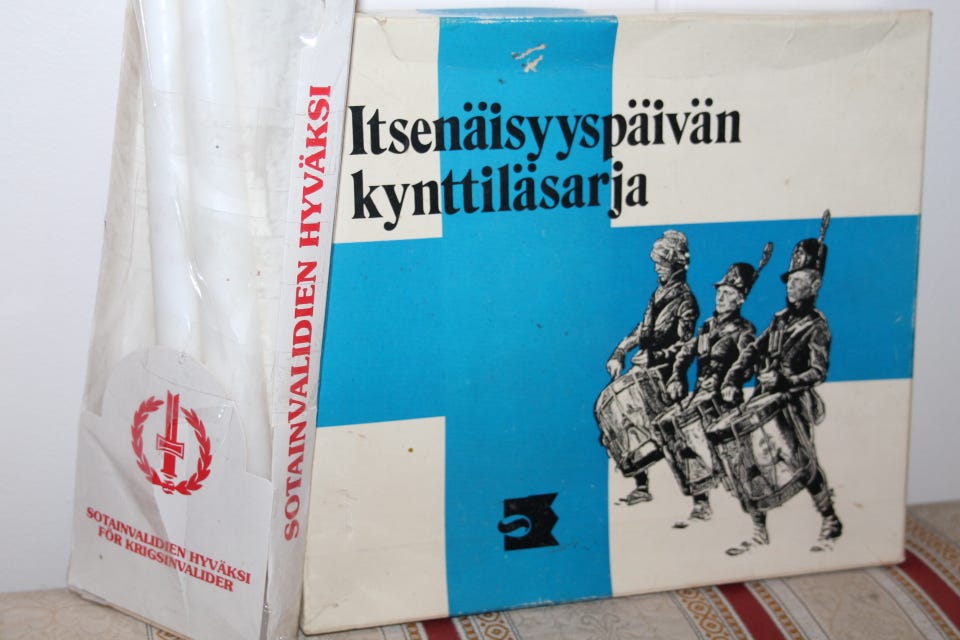 SOTAINVALIDIEN HYVÄKSI
SOTAINVALIDIEN HYVÄKSI
FÖR KRIGSINVALIDER
Itsenäisyyspäivän
kynttiläsarja